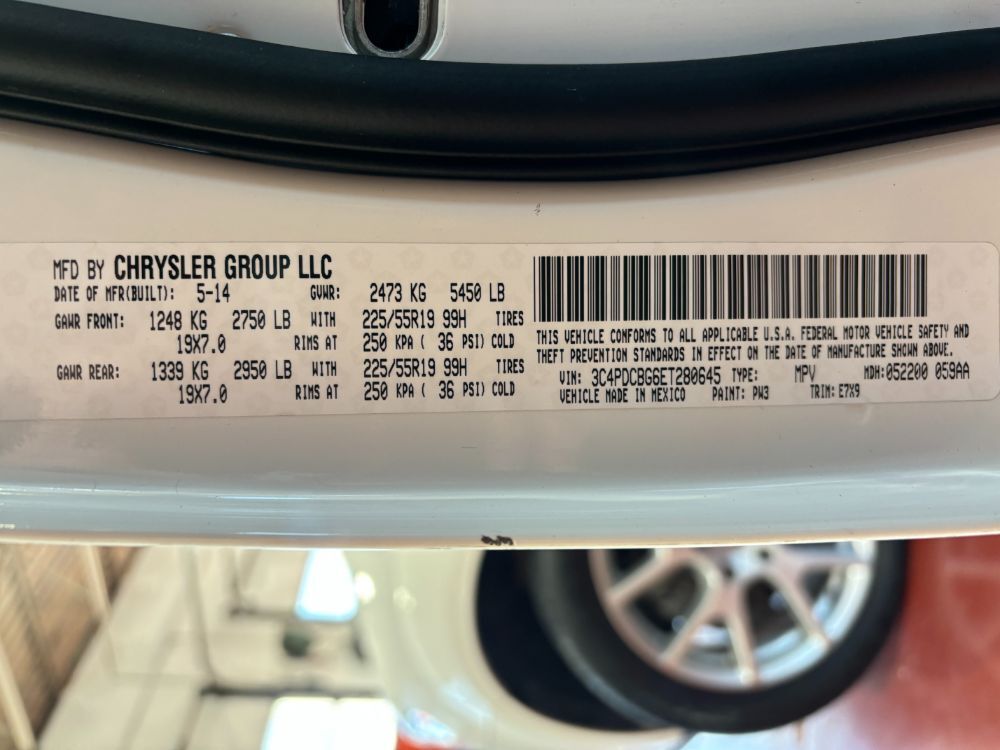 MFD BY CHRYSLER GROUP LLC
DATE OF MFR(BUILT): 5-14 GVWR: 2473 KG 5450 LB
GAWR FRONT: 1248 KG 2750 LB WITH 225/55R19 99H TIRES
19X7.0 RIMS AT 250 KPA ( 36 PSI) COLD
GAWR REAR: 1339 KG 2950 LB WITH 225/55R19 99H TIRES
19X7.0 RIMS AT 250 KPA ( 36 PSI) COLD
THIS VEHICLE CONFORMS TO ALL APPLICABLE U.S.A. FEDERAL MOTOR VEHICLE SAFETY AND
THEFT PREVENTION STANDARDS IN EFFECT ON THE DATE OF MANUFACTURE SHOWN ABOVE.
VIN: 3C4PDCBG6ET280645 TYPE: MPV MDH:052200 059AA
VEHICLE MADE IN MEXICO PAINT: PW3 TRIM: E7X9